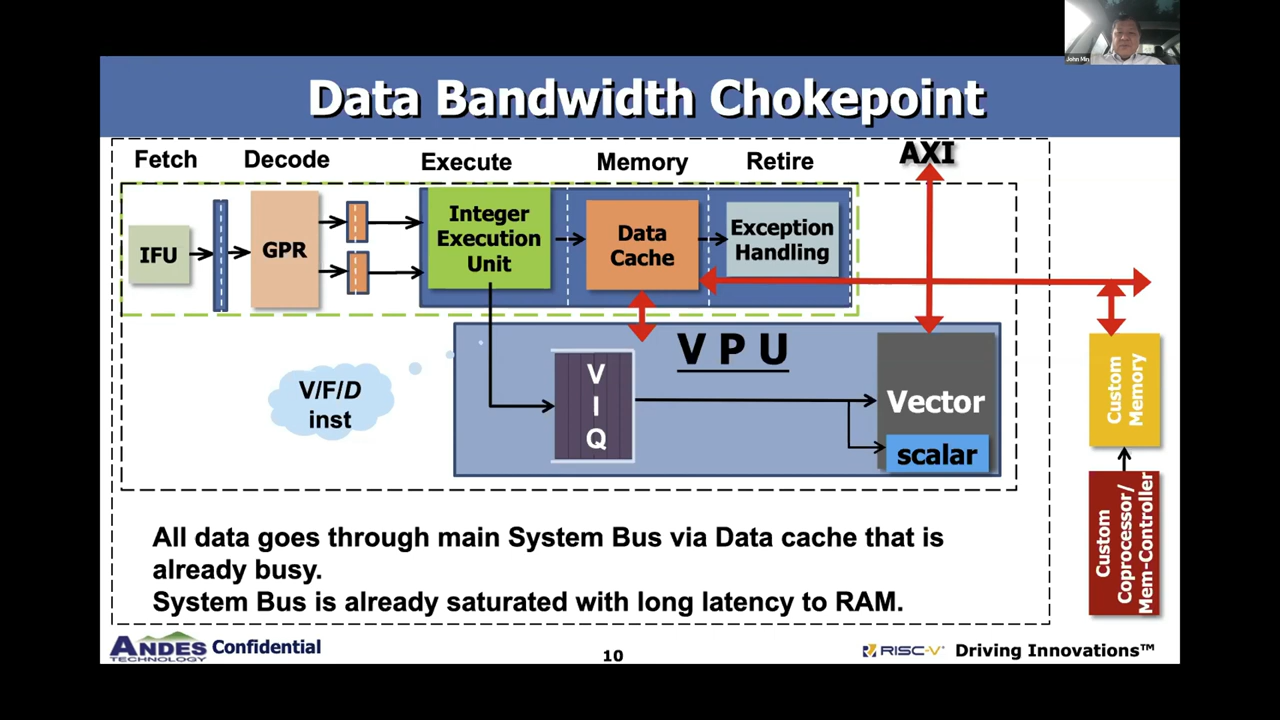 John Min
Data Bandwidth Chokepoint
Fetch
Decode
Execute
Memory
Retire
AXI
IFU
GPR
Integer
Execution
Unit
Data
Cache
Exception
Handling
V/F/D
inst
V P U
V
I
Q
Vector
scalar
Custom
Memory
Custom
Coprocessor/
Mem-Controller
All data goes through main System Bus via Data cache that is
already busy.
System Bus is already saturated with long latency to RAM.
ANDES
TECHNOLOGY
Confidential
10
RISC-V
Driving Innovations™